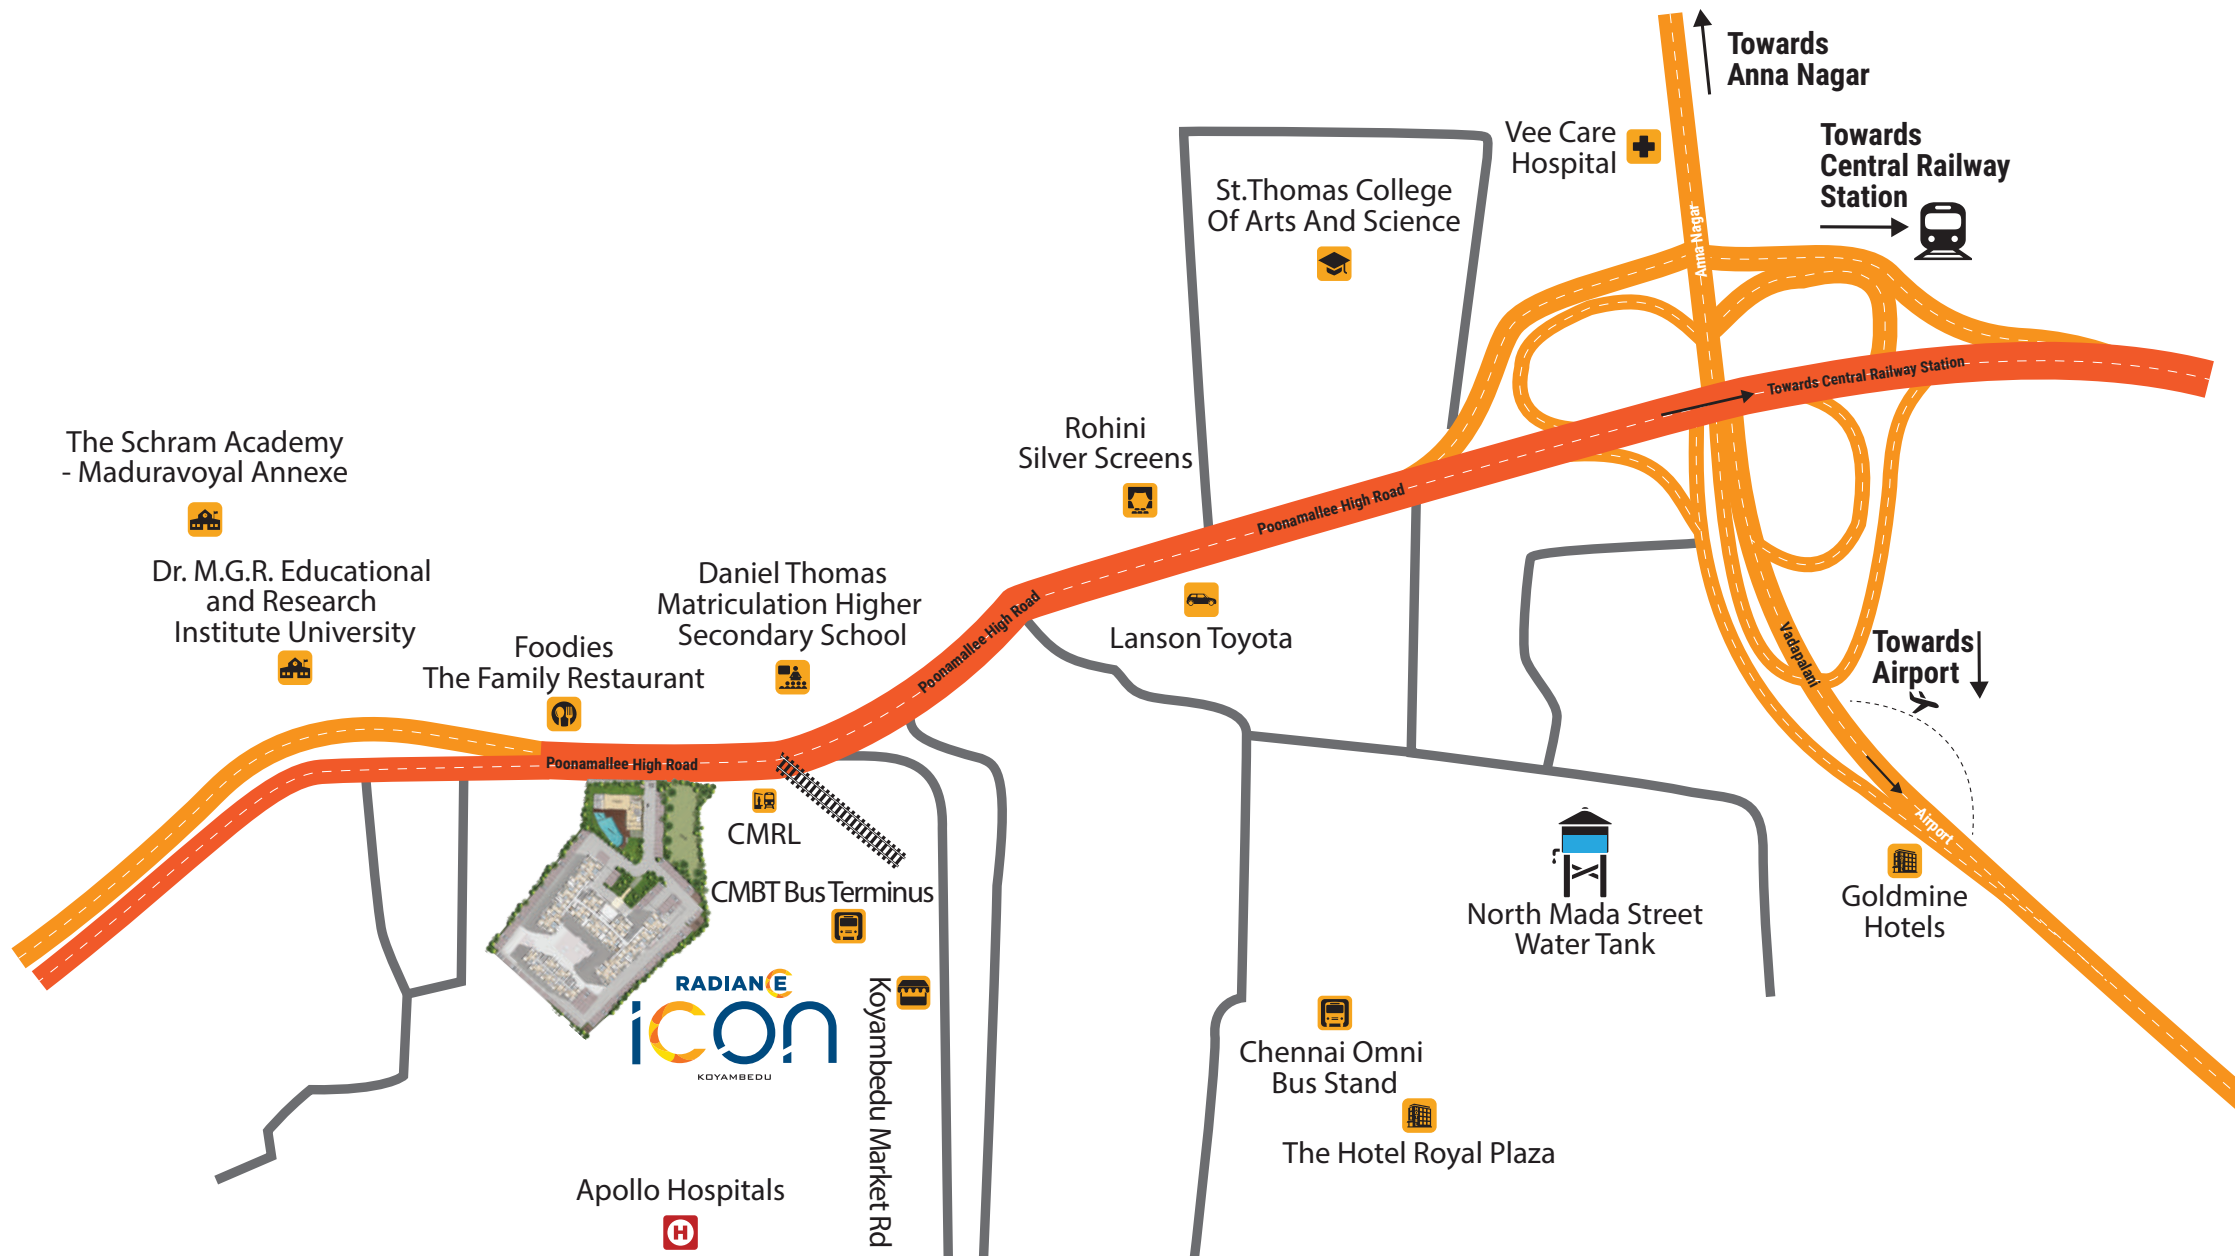 Towards
Anna Nagar
Vee Care
Hospital
Towards
Central Railway
Station
St.Thomas College
Of Arts And Science
Anna Nagar
Towards Central Railway Station
Rohini
Silver Screens
The Schram Academy
- Maduravoyal Annexe
Poonamallee High Road
Dr. M.G.R. Educational
and Research
Institute University
Daniel Thomas
Matriculation Higher
Secondary School
Foodies
The Family Restaurant
Poonamallee High Road
Lanson Toyota
Vadapalani
Towards
Airport
Poonamallee High Road
CMRL
Airport
CMBT Bus Terminus
Goldmine
Hotels
North Mada Street
Water Tank
RADIANCE
icon
KOYAMBEDU
Koyambedu Market Rd
Chennai Omni
Bus Stand
The Hotel Royal Plaza
Apollo Hospitals
H